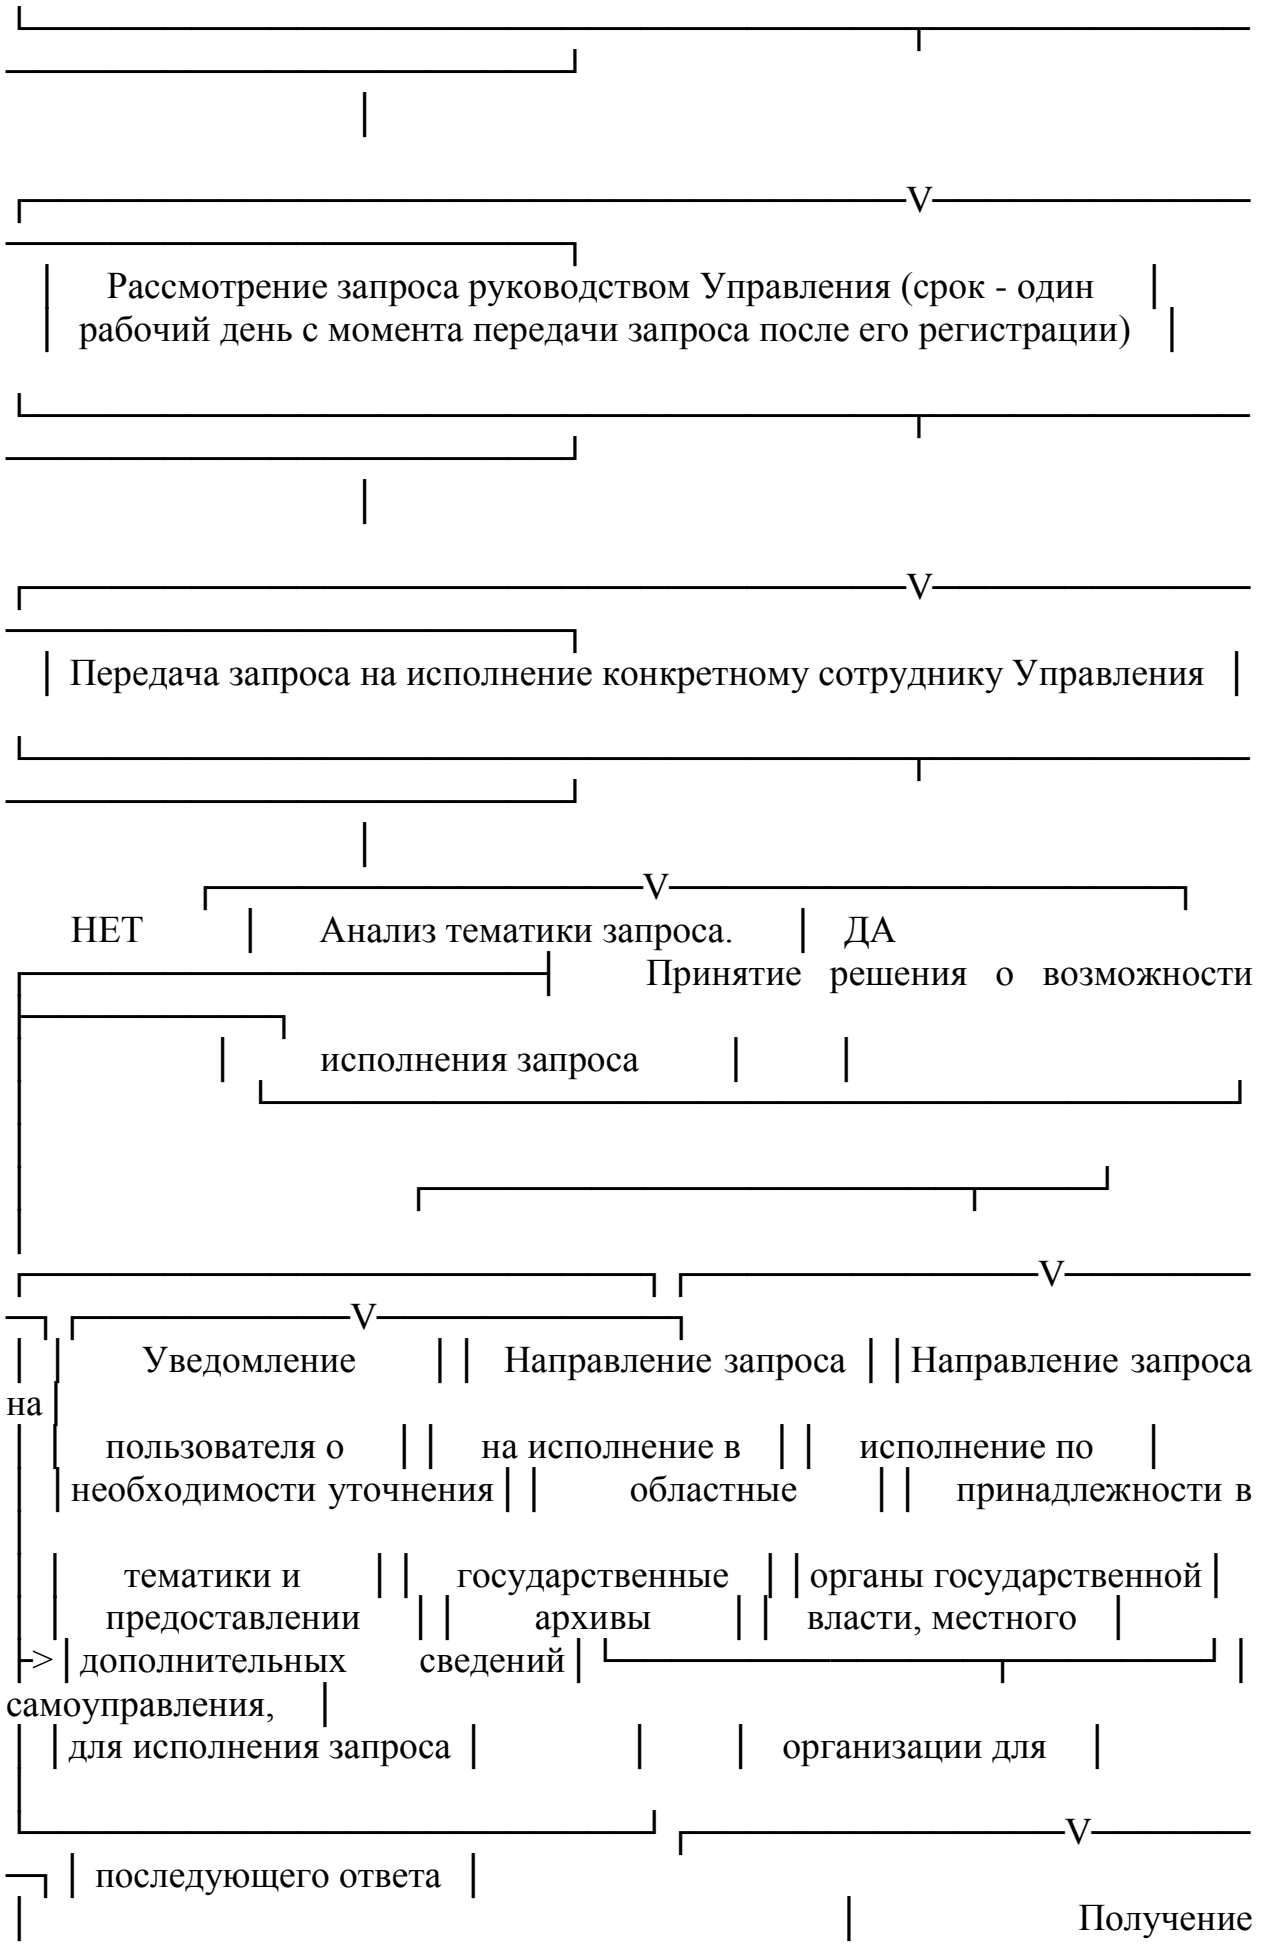 V
Рассмотрение запроса руководством Управления (срок - один
рабочий день с момента передачи запроса после его регистрации)
V
Передача запроса на исполнение конкретному сотруднику Управления
V
НЕТ Анализ тематики запроса. ДА
Принятие решения о возможности
исполнения запроса
V
V
Уведомление Направление запроса Направление запроса
на
пользователя о на исполнение в исполнение по
необходимости уточнения областные принадлежности в
тематики и государственные органы государственной
предоставлении архивы власти, местного
> дополнительных сведений
самоуправления,
для исполнения запроса организации для
V
последующего ответа
Получение